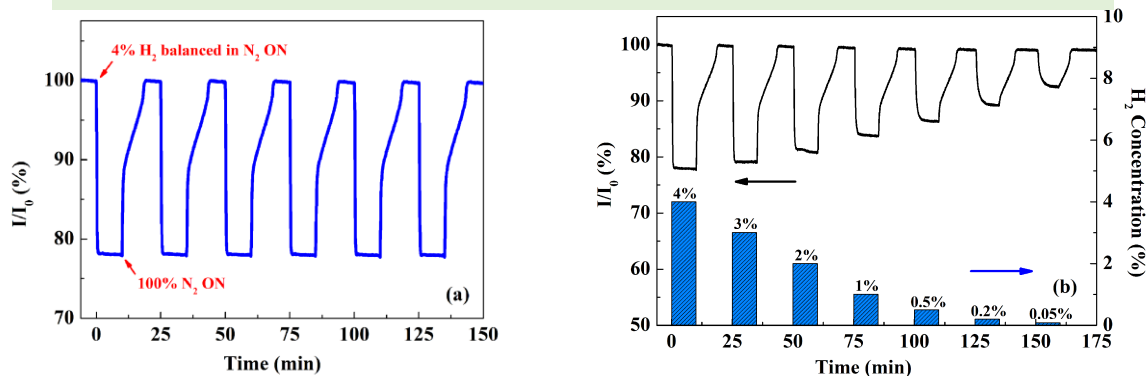 4% H2 balanced in N2 ON
100
90
80
70
I/I0 (%)
100% N2 ON
(a)
0 25 50 75 100 125 150
Time (min)
100
90
80
70
60
50
I/I0 (%)
10
8
6
4
2
0
H2 Concentration (%)
4%
3%
2%
1%
0.5%
0.2%
0.05%
(b)
0 25 50 75 100 125 150 175
Time (min)